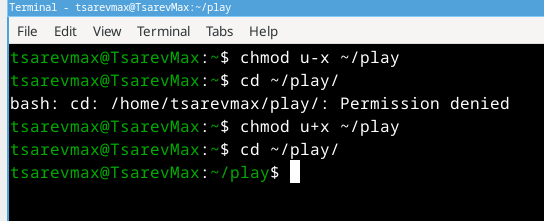 Terminal - tsarevmax@TsarevMax:~/play
File Edit View Terminal Tabs Help
tsarevmax@TsarevMax:~$ chmod u-x ~/play
tsarevmax@TsarevMax:~$ cd ~/play/
bash: cd: /home/tsarevmax/play/: Permission denied
tsarevmax@TsarevMax:~$ chmod u+x ~/play
tsarevmax@TsarevMax:~$ cd ~/play/
tsarevmax@TsarevMax:~/play$